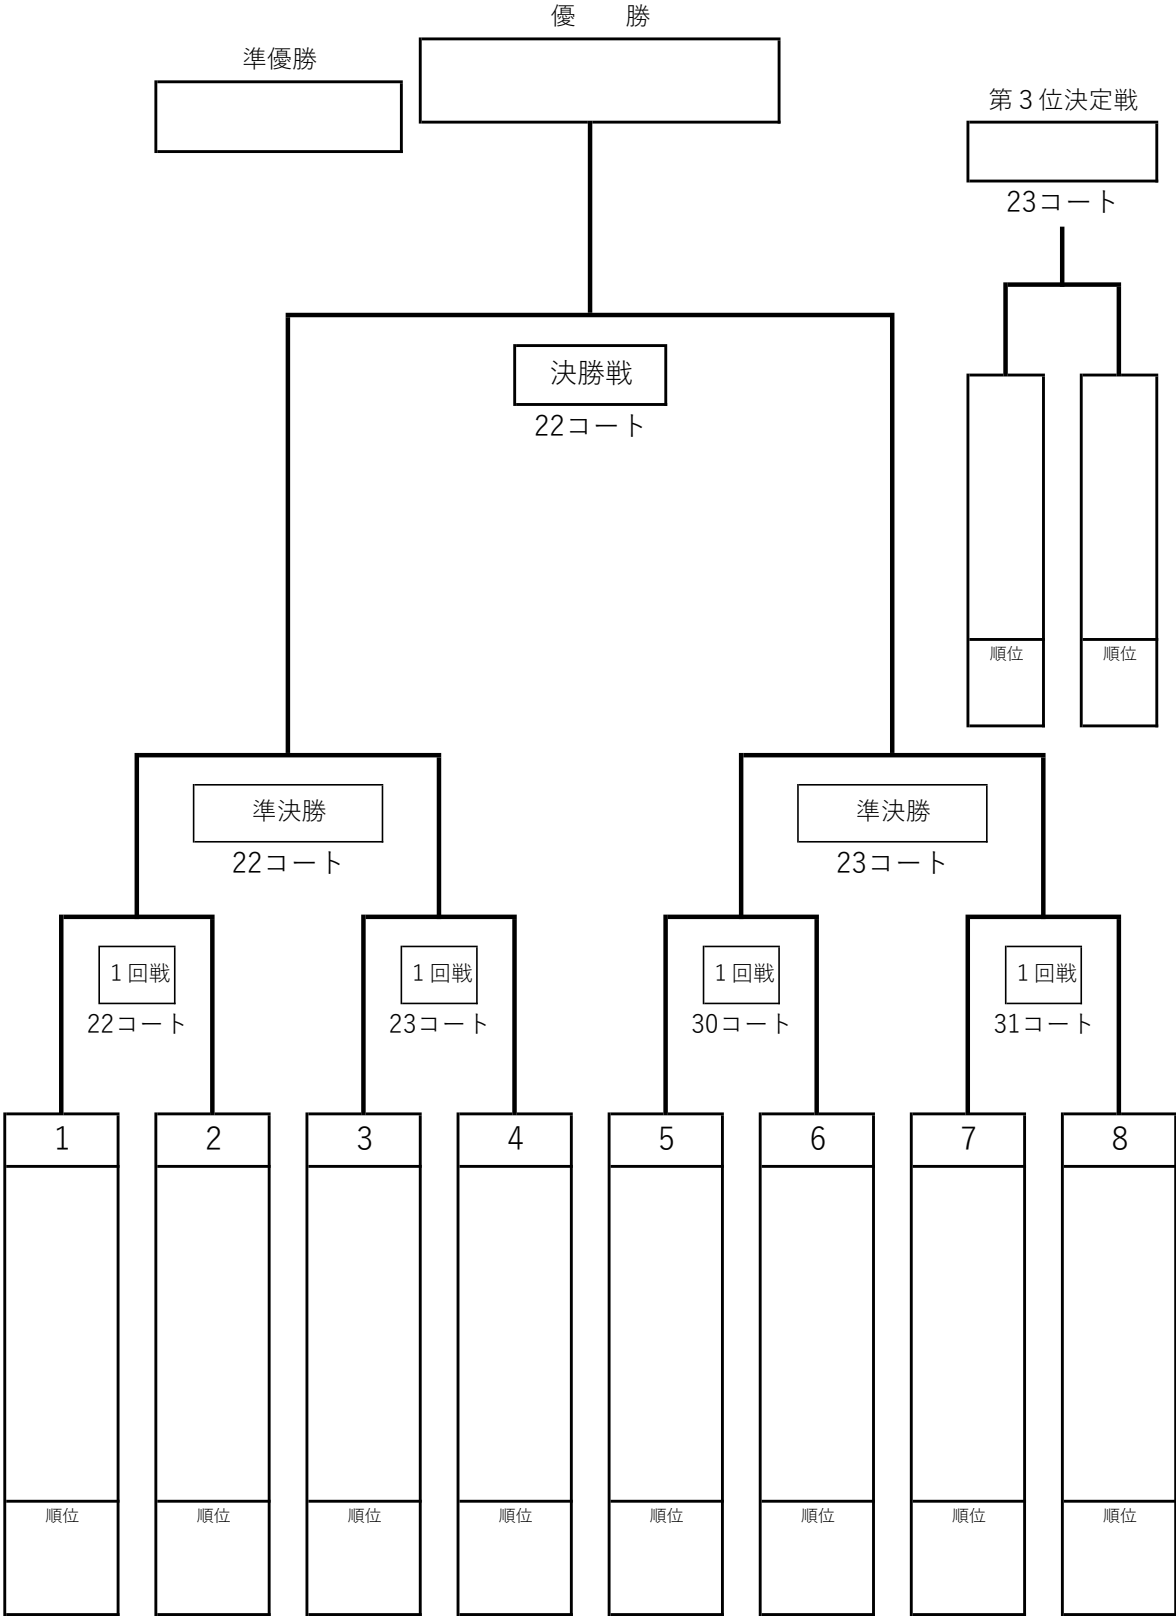 優　　勝
準優勝
第３位決定戦
23コート
決勝戦
22コート
順位 順位
準決勝 準決勝
22コート 23コート
１回戦 １回戦 １回戦 １回戦
22コート 23コート 30コート 31コート
1 2 3 4 5 6 7 8
順位 順位 順位 順位 順位 順位 順位 順位